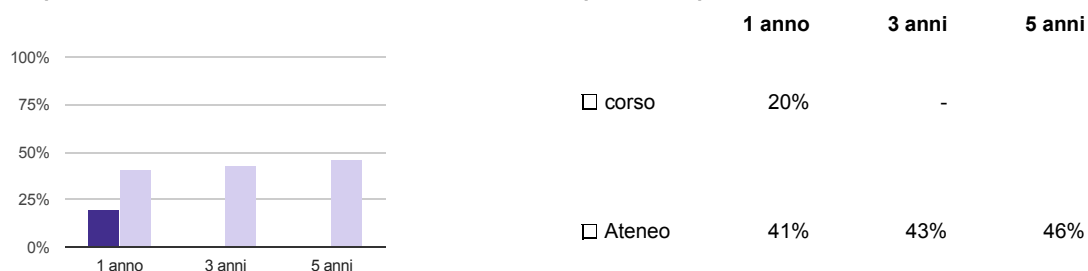 1 anno 3 anni 5 anni
100%
75%
50%
25%
0%
1 anno 3 anni 5 anni
corso 20% -
Ateneo 41% 43% 46%